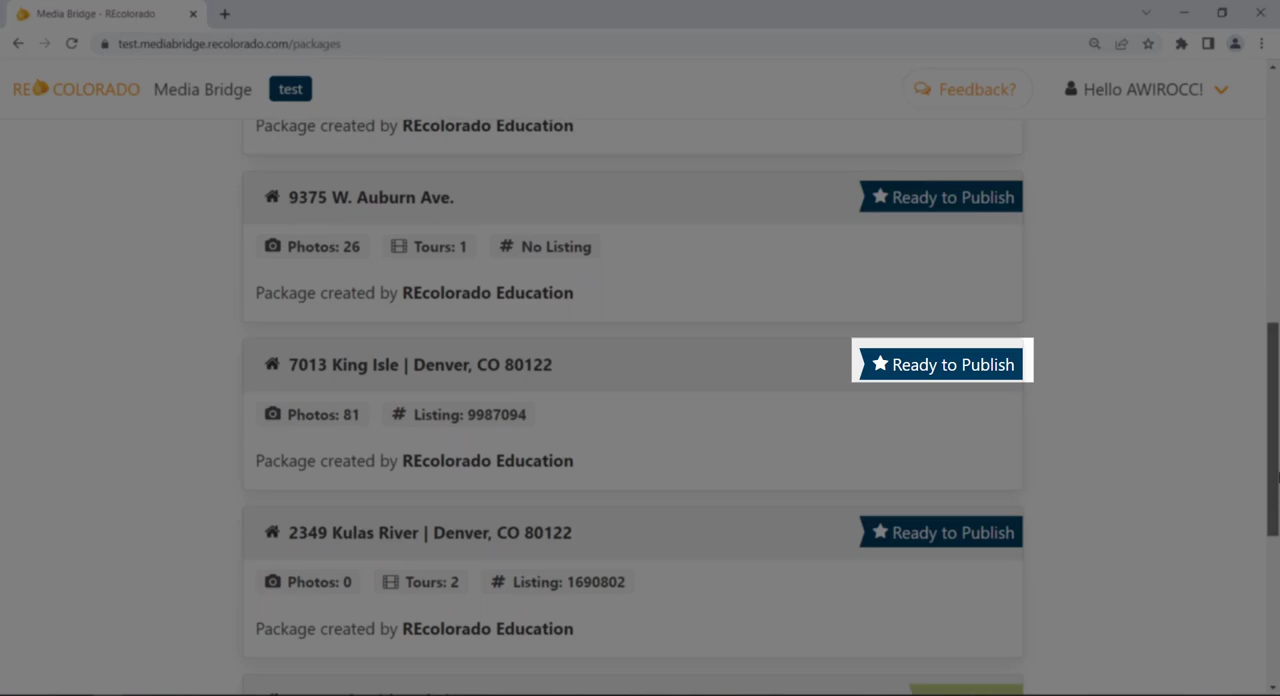 Media Bridge - REcolorado
test.mediabridge.recolorado.com/packages
RECOLORADO Media Bridge test Feedback? Hello AWIROCC!
Package created by REcolorado Education
9375 W. Auburn Ave. Ready to Publish
Photos: 26 Tours: 1 # No Listing
Package created by REcolorado Education
7013 King Isle | Denver, CO 80122 Ready to Publish
Photos: 81 # Listing: 9987094
Package created by REcolorado Education
2349 Kulas River | Denver, CO 80122 Ready to Publish
Photos: 0 Tours: 2 # Listing: 1690802
Package created by REcolorado Education